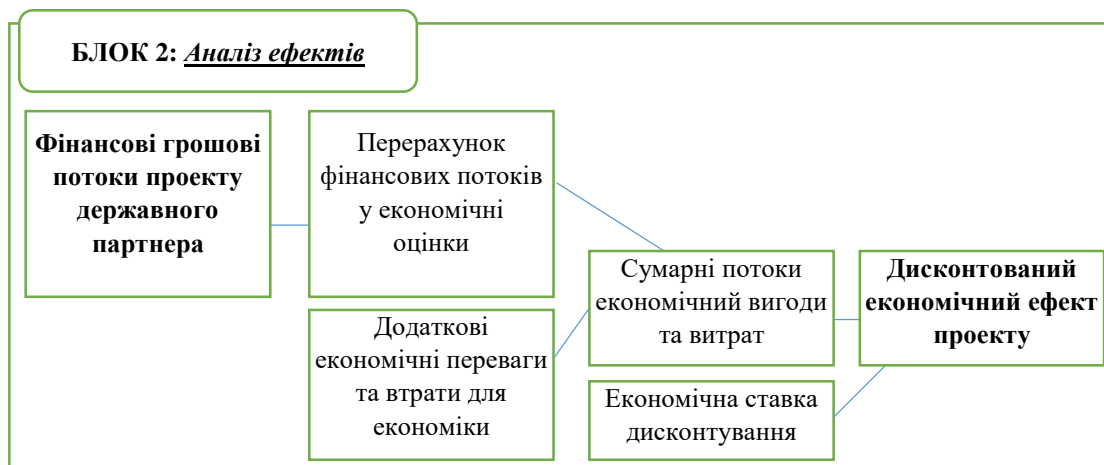 БЛОК 2: Аналіз ефектів
Фінансові грошові
потоки проекту
державного
партнера
Перерахунок
фінансових потоків
у економічні
оцінки
Додаткові
економічні переваги
та втрати для
економіки
Сумарні потоки
економічний вигоди
та витрат
Економічна ставка
дисконтування
Дисконтований
економічний ефект
проекту